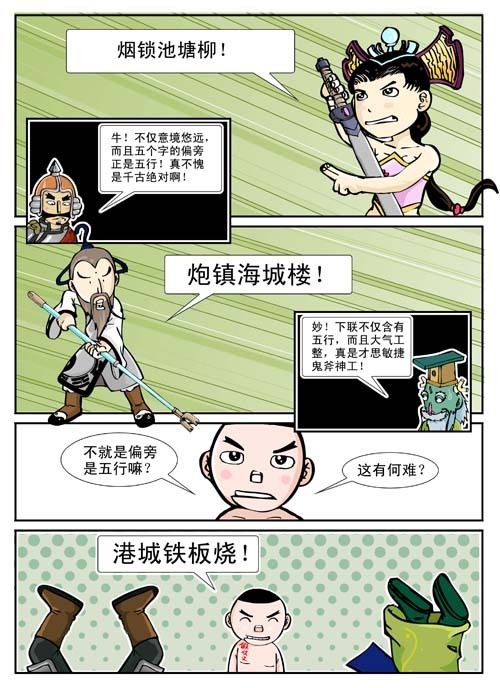 烟锁池塘柳！
牛！不仅意境悠远，
而且五个字的偏旁
正是五行！真不愧
是千古绝对啊！
炮镇海城楼！
妙！下联不仅含有
五行，而且大气工
整，真是才思敏捷
鬼斧神工！
不就是偏旁
是五行嘛？
这有何难？
港城铁板烧！